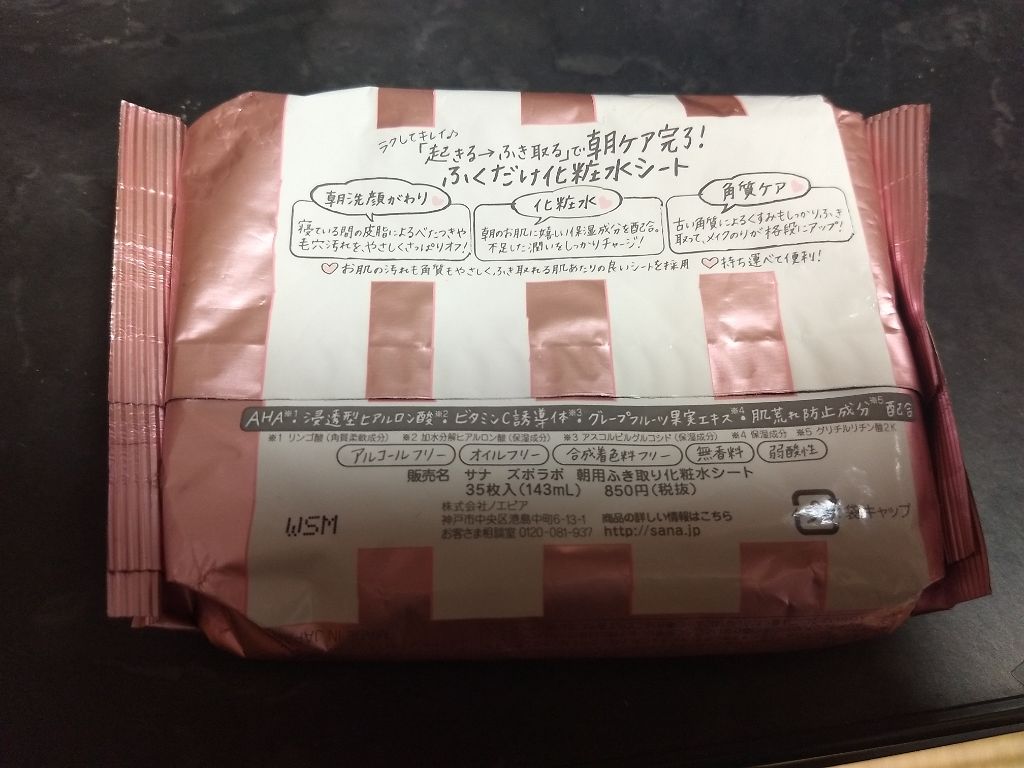 ラクしてキレイ♪
「起きる→ふき取る」で朝ケア完了!
ふくだけ化粧水シート
朝洗顔がわり
寝ている間の皮脂によるべたつきや
毛穴汚れを、やさしくさっぱりオフ!
化粧水
朝のお肌に嬉しい保湿成分を配合。
不足した潤いをしっかりチャージ!
角質ケア
古い角質によるくすみもしっかりふき
取って、メイクのりが格段にアップ!
♡お肌の汚れも角質もやさしくふき取れる肌あたりの良いシートを採用 ♡持ち運べて便利!
AHA※1・浸透型ヒアルロン酸※2・ビタミンC誘導体※3・グレープフルーツ果実エキス※4・肌荒れ防止成分※5配合
※1 リンゴ酸(角質柔軟成分) ※2 加水分解ヒアルロン酸(保湿成分) ※3 アスコルビルグルコシド(保湿成分) ※4 保湿成分 ※5 グリチルリチン酸2K
アルコールフリー オイルフリー 合成着色料フリー 無香料 弱酸性
販売名 サナ ズボラボ 朝用ふき取り化粧水シート
35枚入(143mL) 850円(税抜)
株式会社ノエビア
神戸市中央区港島中町6-13-1
お客さま相談室 0120-081-937
商品の詳しい情報はこちら
http://sana.jp
袋・キャップ
WSM
MADE IN JAPAN